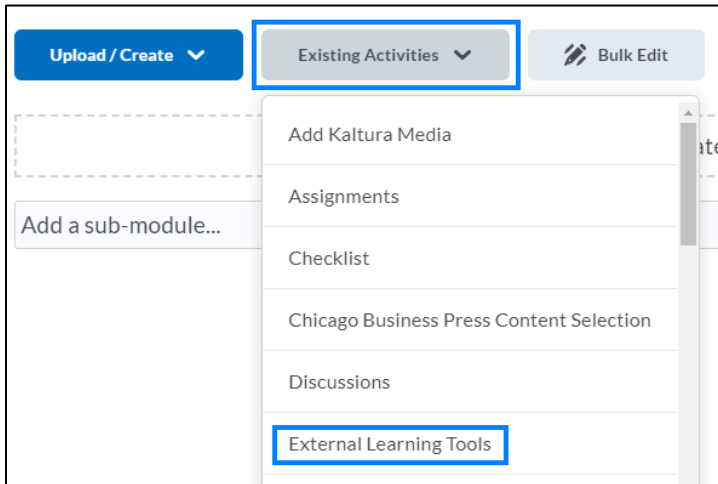 Upload / Create
Existing Activities
Bulk Edit
Add Kaltura Media
Assignments
Add a sub-module...
Checklist
Chicago Business Press Content Selection
Discussions
External Learning Tools